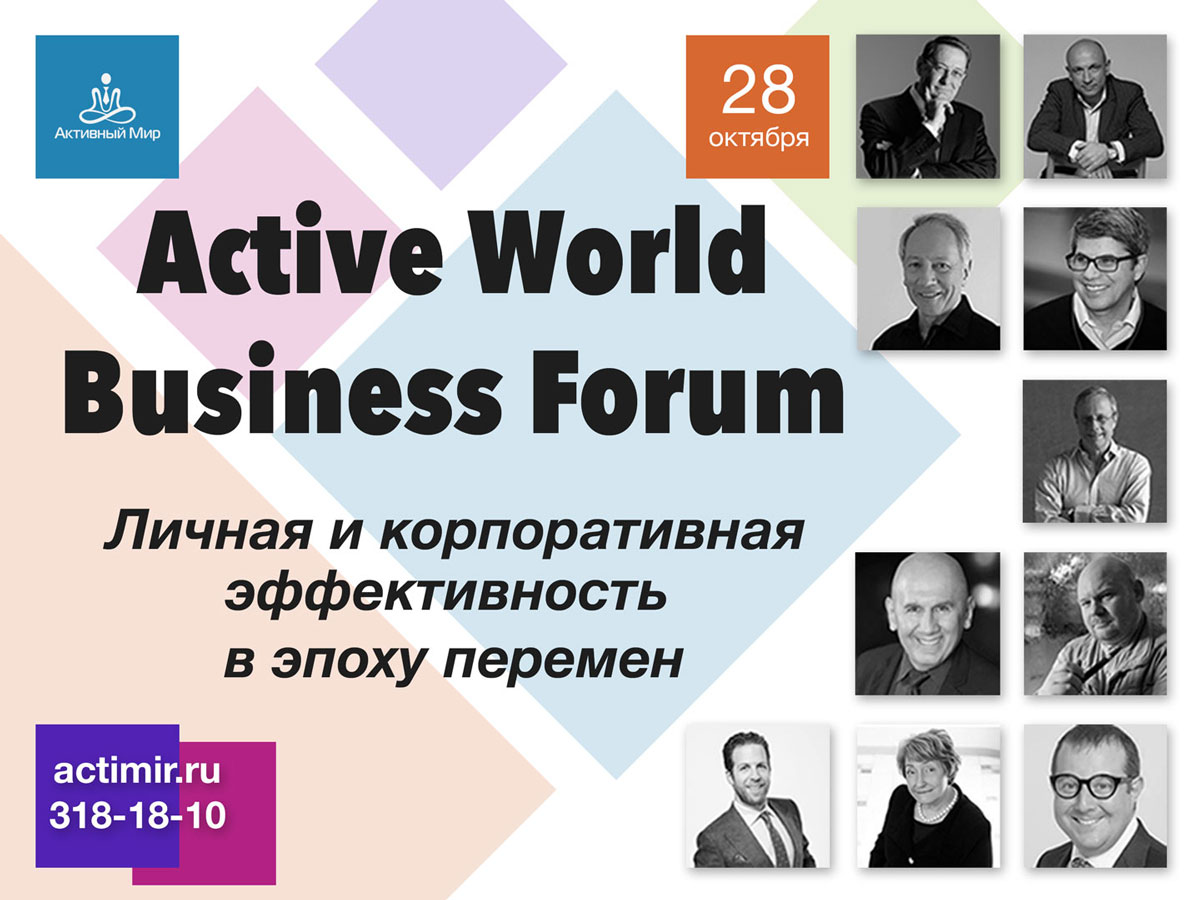 Активный Мир
28
октября
Active World
Business Forum
Личная и корпоративная
эффективность
в эпоху перемен
actimir.ru
318-18-10